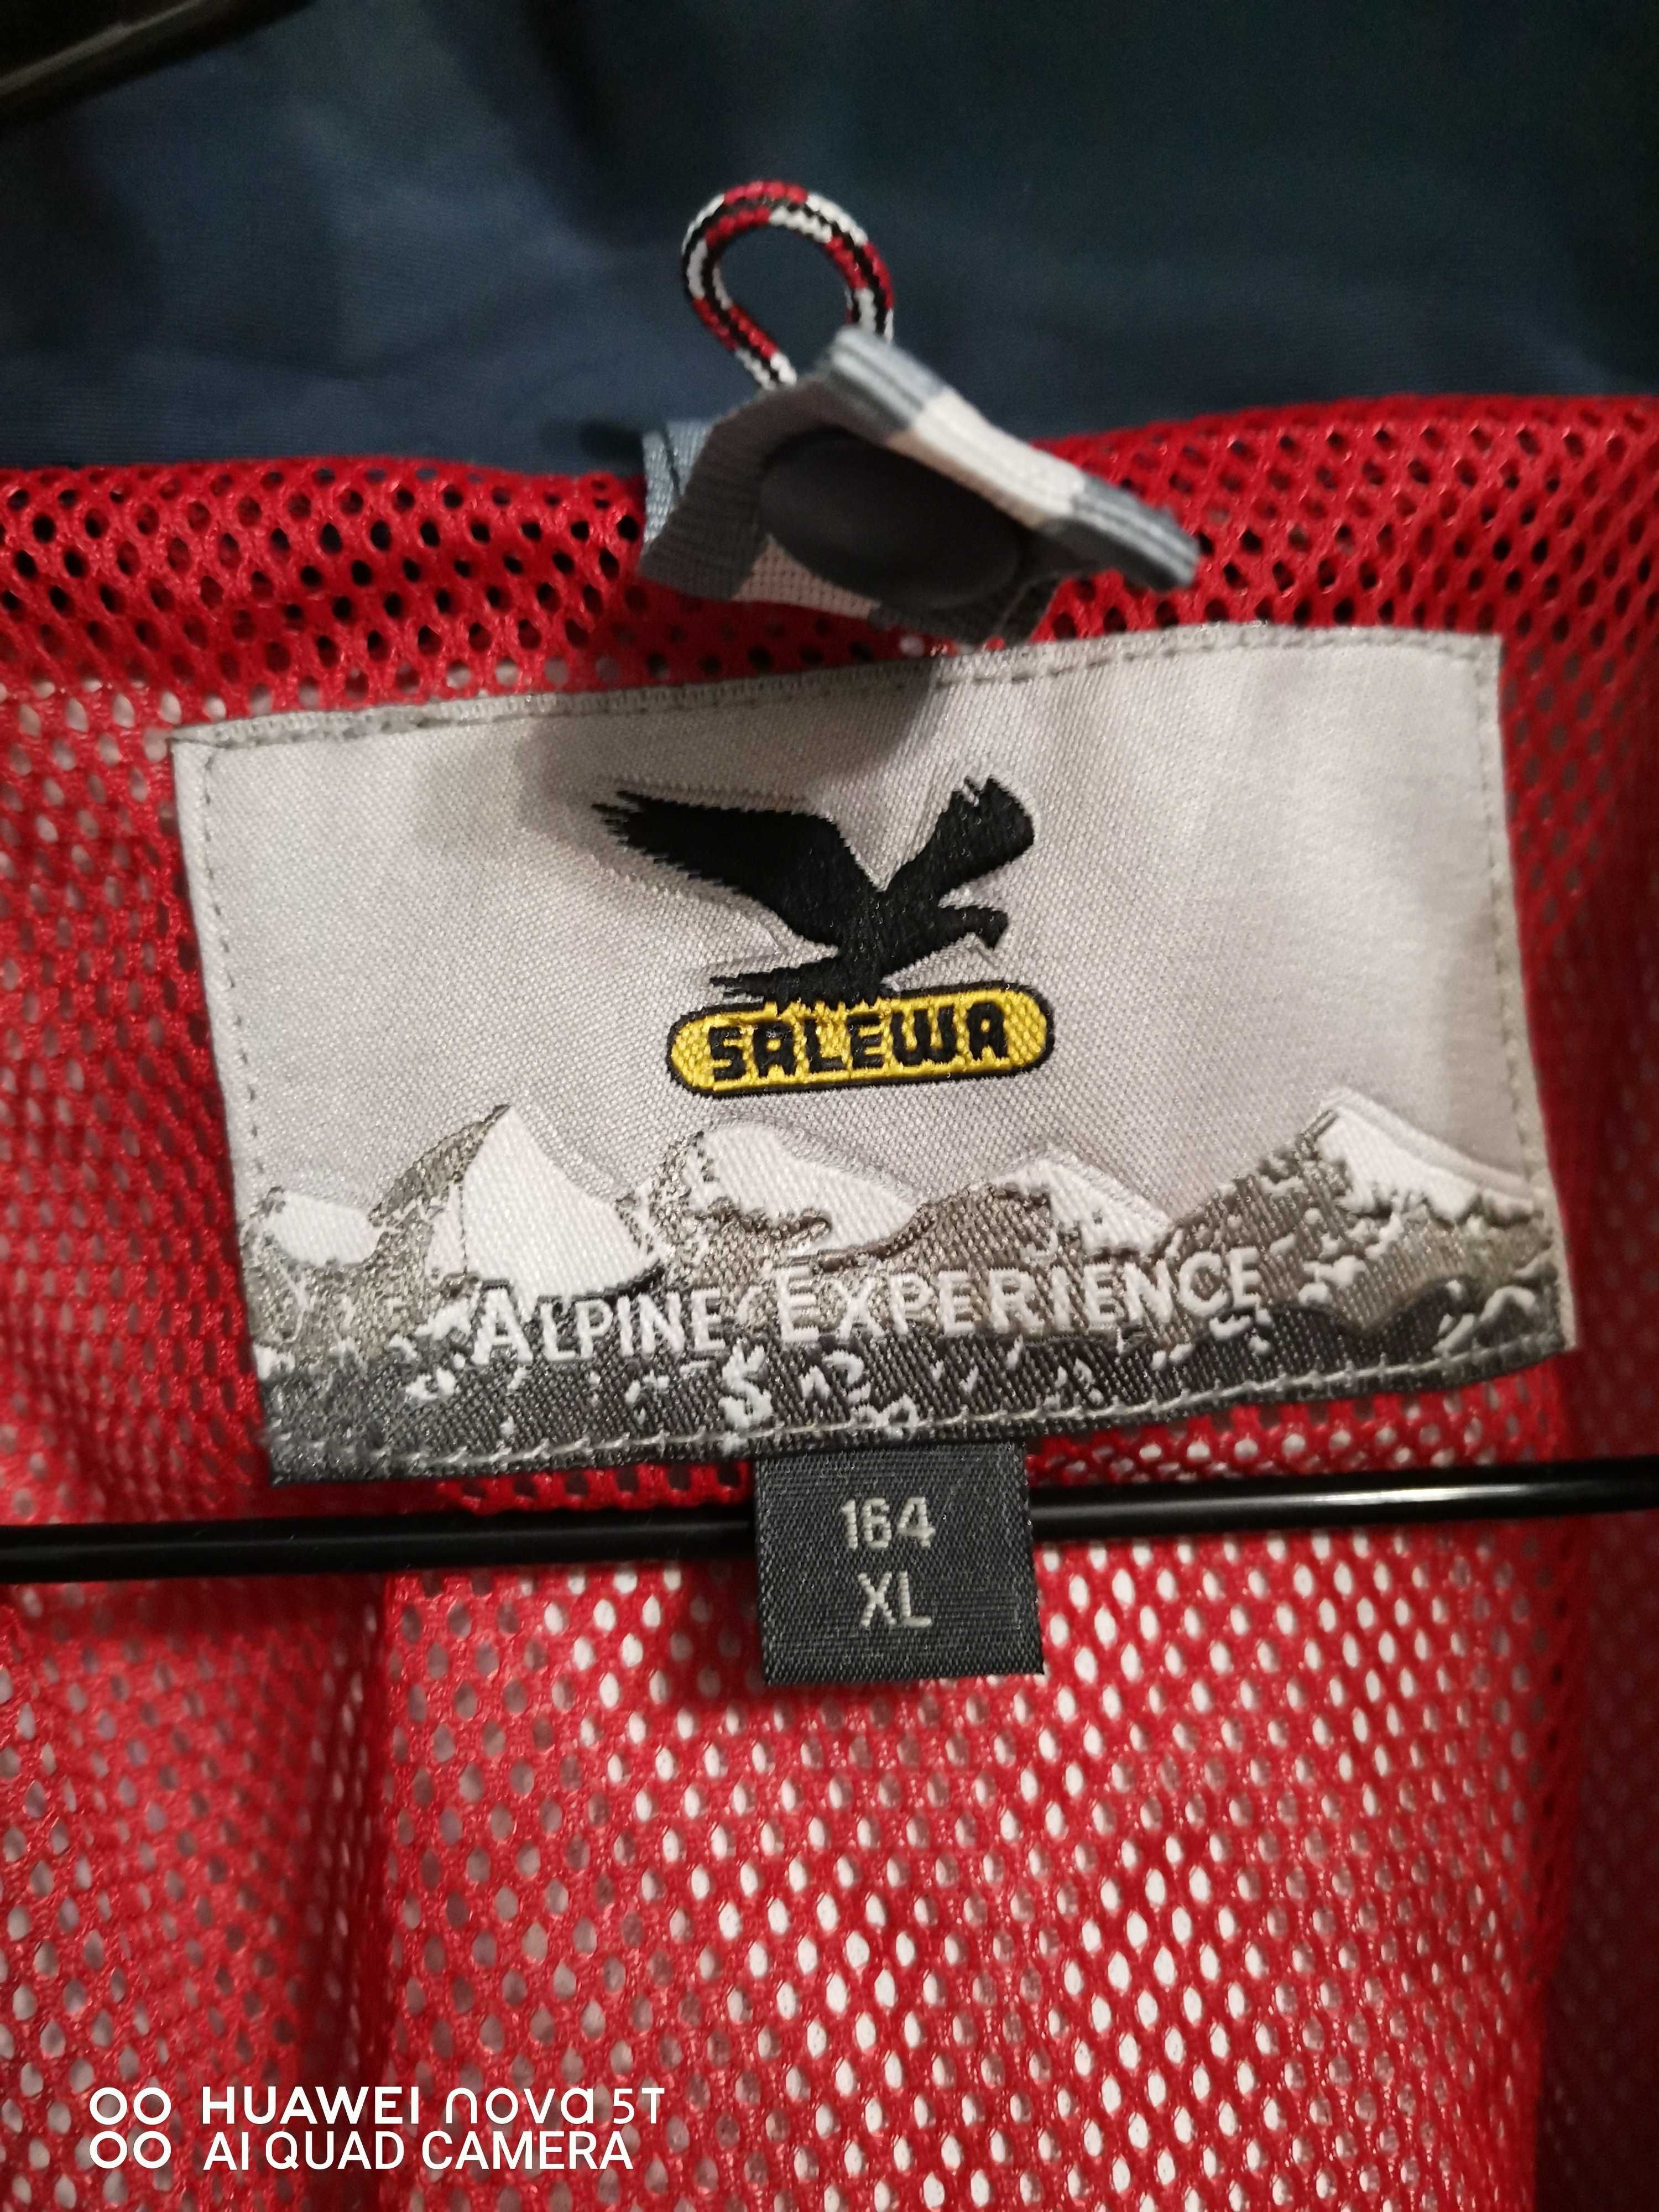 SALEWA
ALPINE EXPERIENCE
164
XL
HUAWEI nova 5T
AI QUAD CAMERA